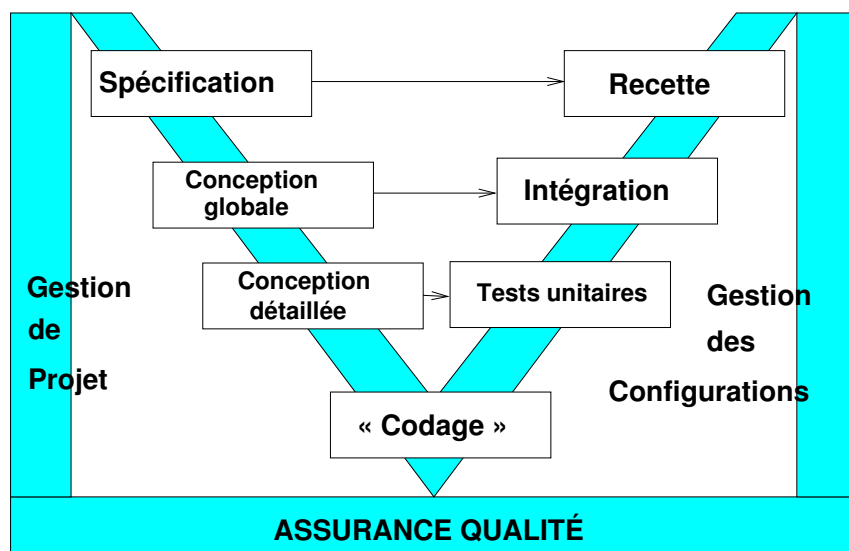 Spécification
Recette
Conception
globale
Intégration
Conception
détaillée
Tests unitaires
Gestion
de
Projet
Gestion
des
Configurations
« Codage »
ASSURANCE QUALITÉ